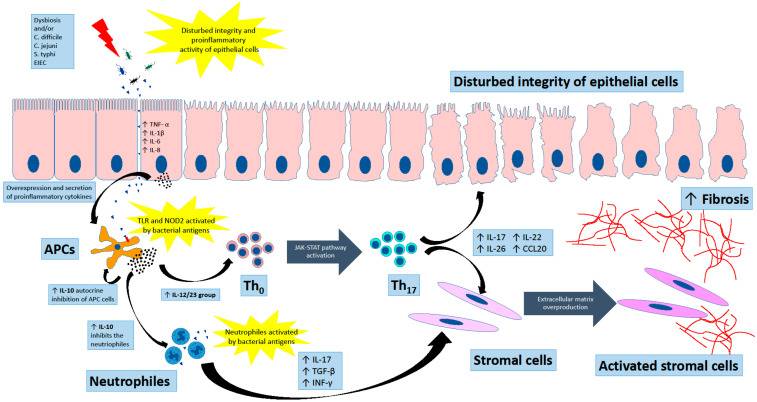 Dysbiosis
and/or
C. difficile
C. jejuni
S. typhi
EIEC
Disturbed integrity and
proinflammatory
activity of epithelial cells
Disturbed integrity of epithelial cells
↑ TNF-α
↑ IL-1β
↑ IL-6
↑ IL-8
Overexpression and secretion
of proinflammatory cytokines
TLR and NOD2 activated
by bacterial antigens
↑ Fibrosis
APCs
↑ IL-10 autocrine
inhibition of APC cells
↑ IL-12/23 group
Th0
JAK-STAT pathway
activation
Th17
↑ IL-17 ↑ IL-22
↑ IL-26 ↑ CCL20
Extracellular matrix
overproduction
↑ IL-10
inhibits the
neutrophiles
Neutrophiles activated
by bacterial antigens
Neutrophiles
↑ IL-17
↑ TGF-β
↑ INF-γ
Stromal cells
Activated stromal cells